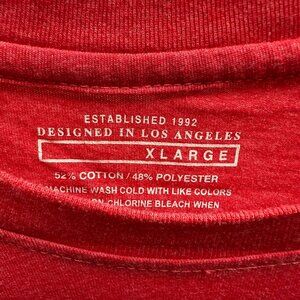 ESTABLISHED 1992
DESIGNED IN LOS ANGELES
XLARGE
52% COTTON / 48% POLYESTER
MACHINE WASH COLD WITH LIKE COLORS
-CHLORINE BLEACH WHEN